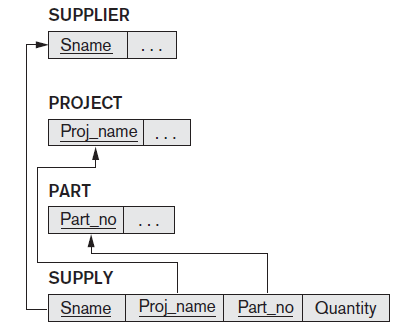 SUPPLIER
Sname ...
PROJECT
Proj_name ...
PART
Part_no ...
SUPPLY
Sname Proj_name Part_no Quantity